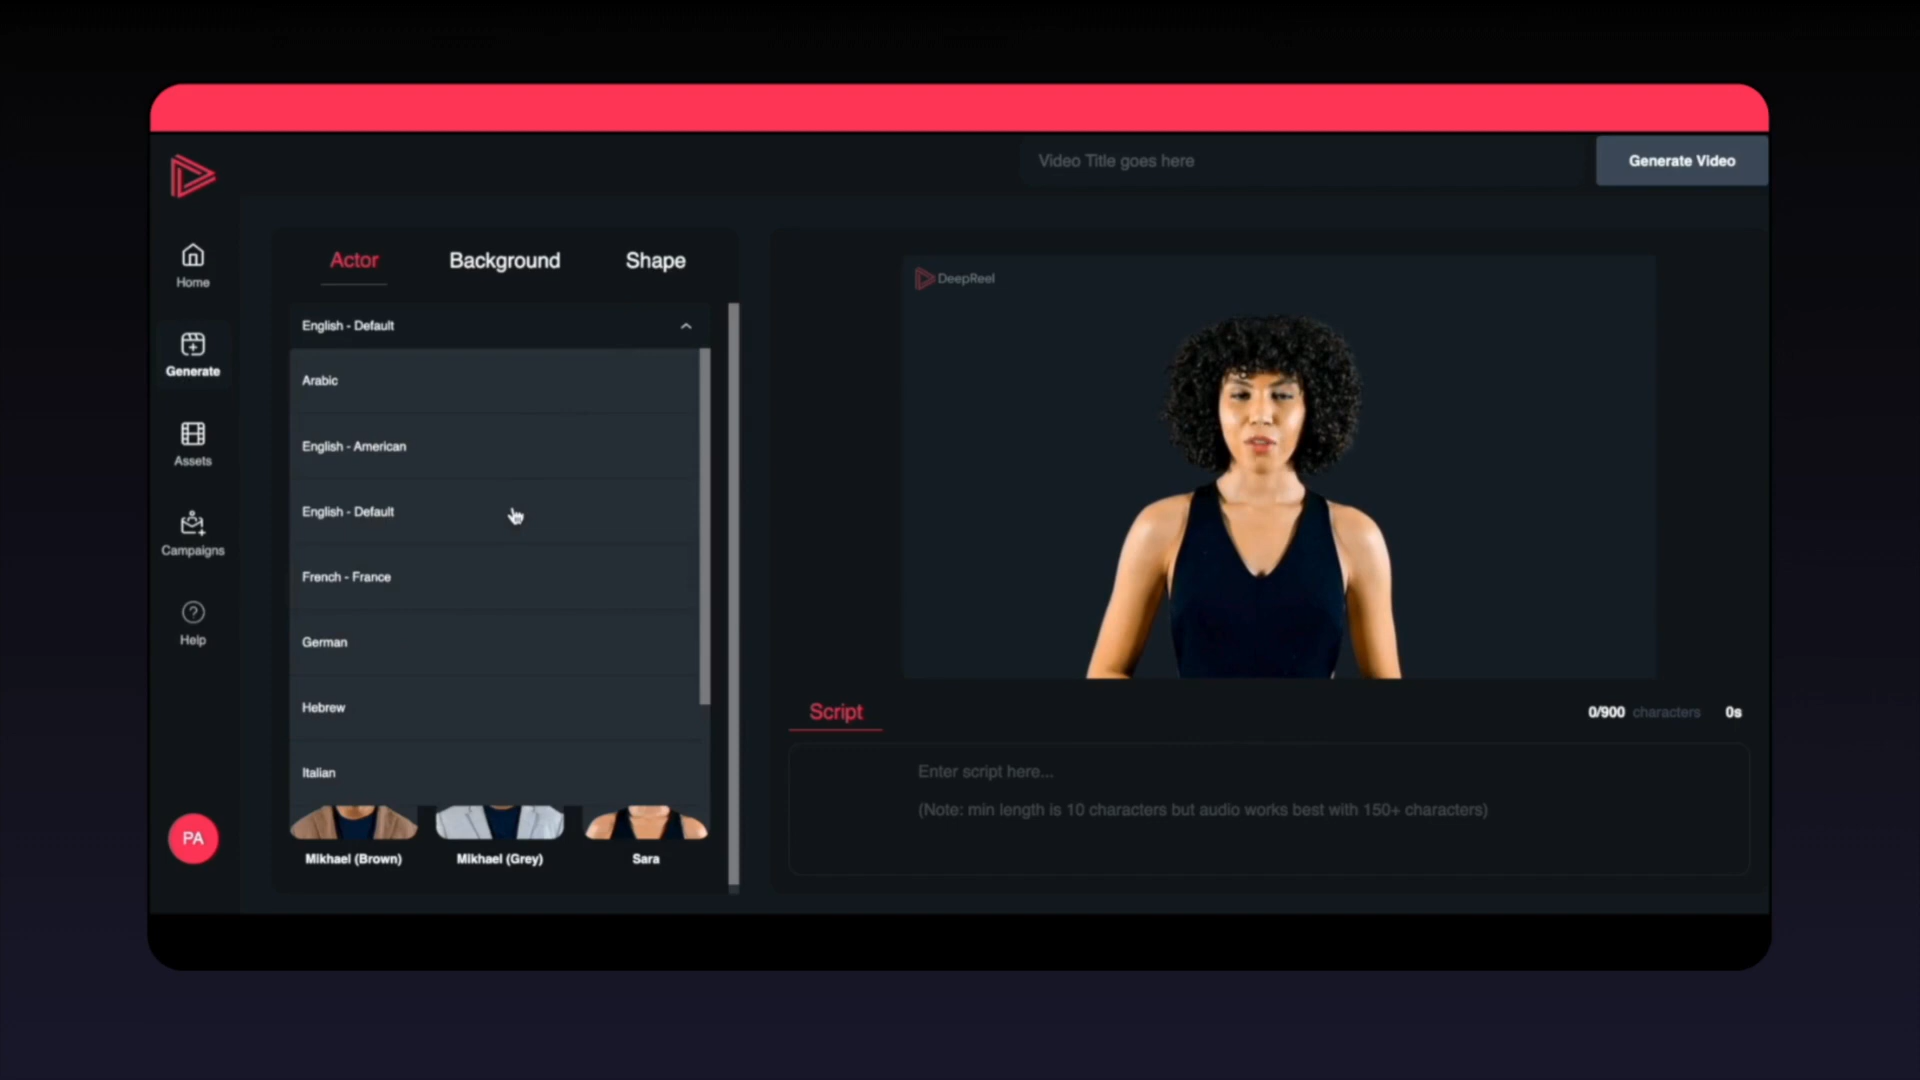 Video Title goes here
Generate Video
Home
Generate
Assets
Campaigns
Help
PA
Actor
Background
Shape
English - Default
Arabic
English - American
English - Default
French - France
German
Hebrew
Italian
Mikhael (Brown)
Mikhael (Grey)
Sara
DeepReel
Script
0/900 characters 0s
Enter script here...
(Note: min length is 10 characters but audio works best with 150+ characters)